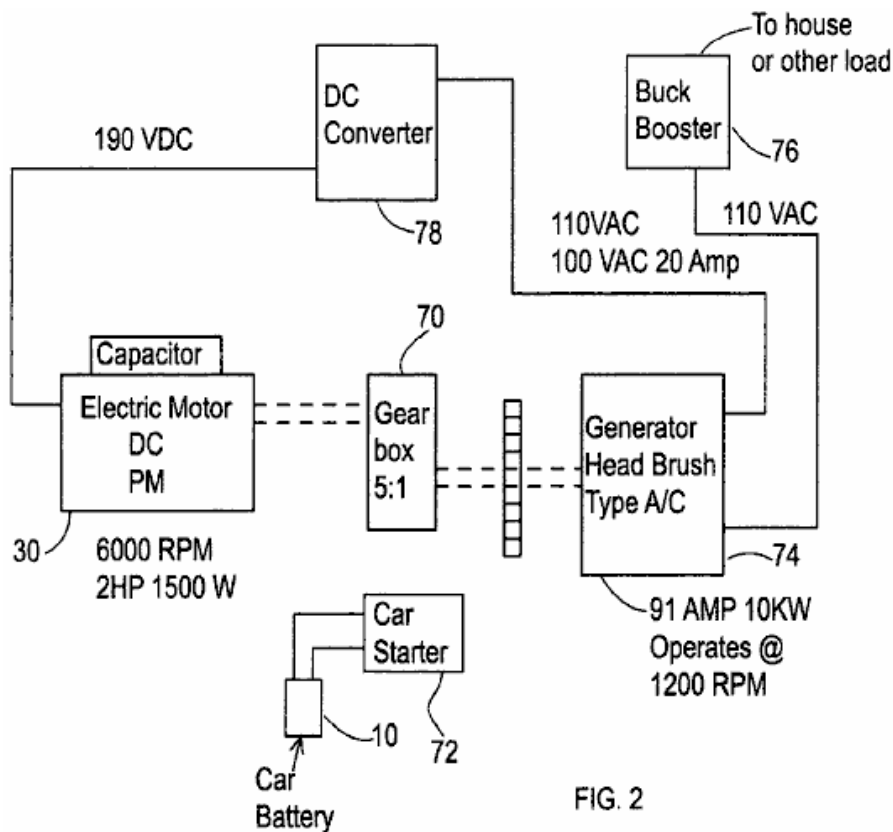 To house
or other load
DC
Converter
Buck
Booster
76
190 VDC
78
110VAC
100 VAC 20 Amp
110 VAC
70
Capacitor
Electric Motor
DC
PM
Gear
box
5:1
Generator
Head Brush
Type A/C
30
6000 RPM
2HP 1500 W
74
91 AMP 10KW
Operates @
1200 RPM
Car
Starter
10
72
Car
Battery
FIG. 2